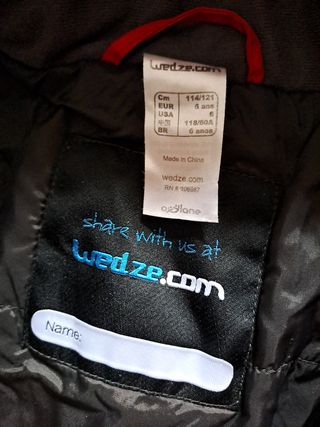 wedze.com
Cm 114/121
EUR 6 ans
USA 6
中国 118/60A
BR 6 anos
Made in China
wedze.com
RN # 106987
oxylane
share with us at
wedze.com
Name: